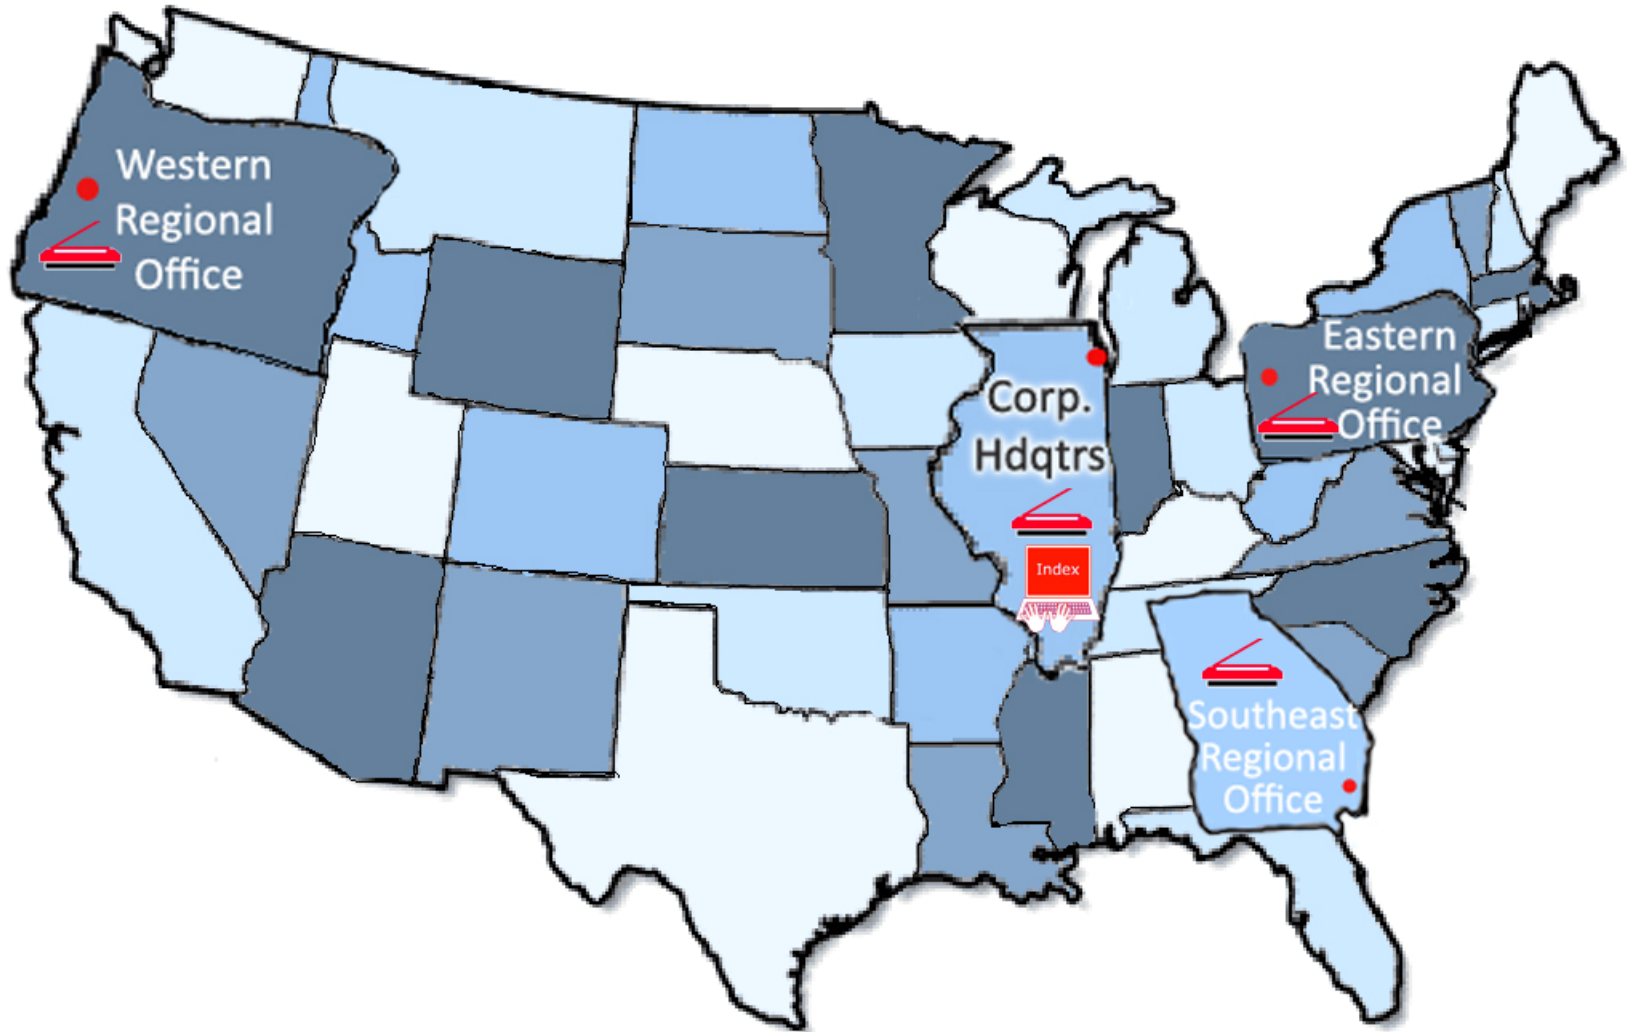 Western
Regional
Office
Eastern
Regional
Office
Corp.
Hdqtrs
Index
Southeast
Regional
Office